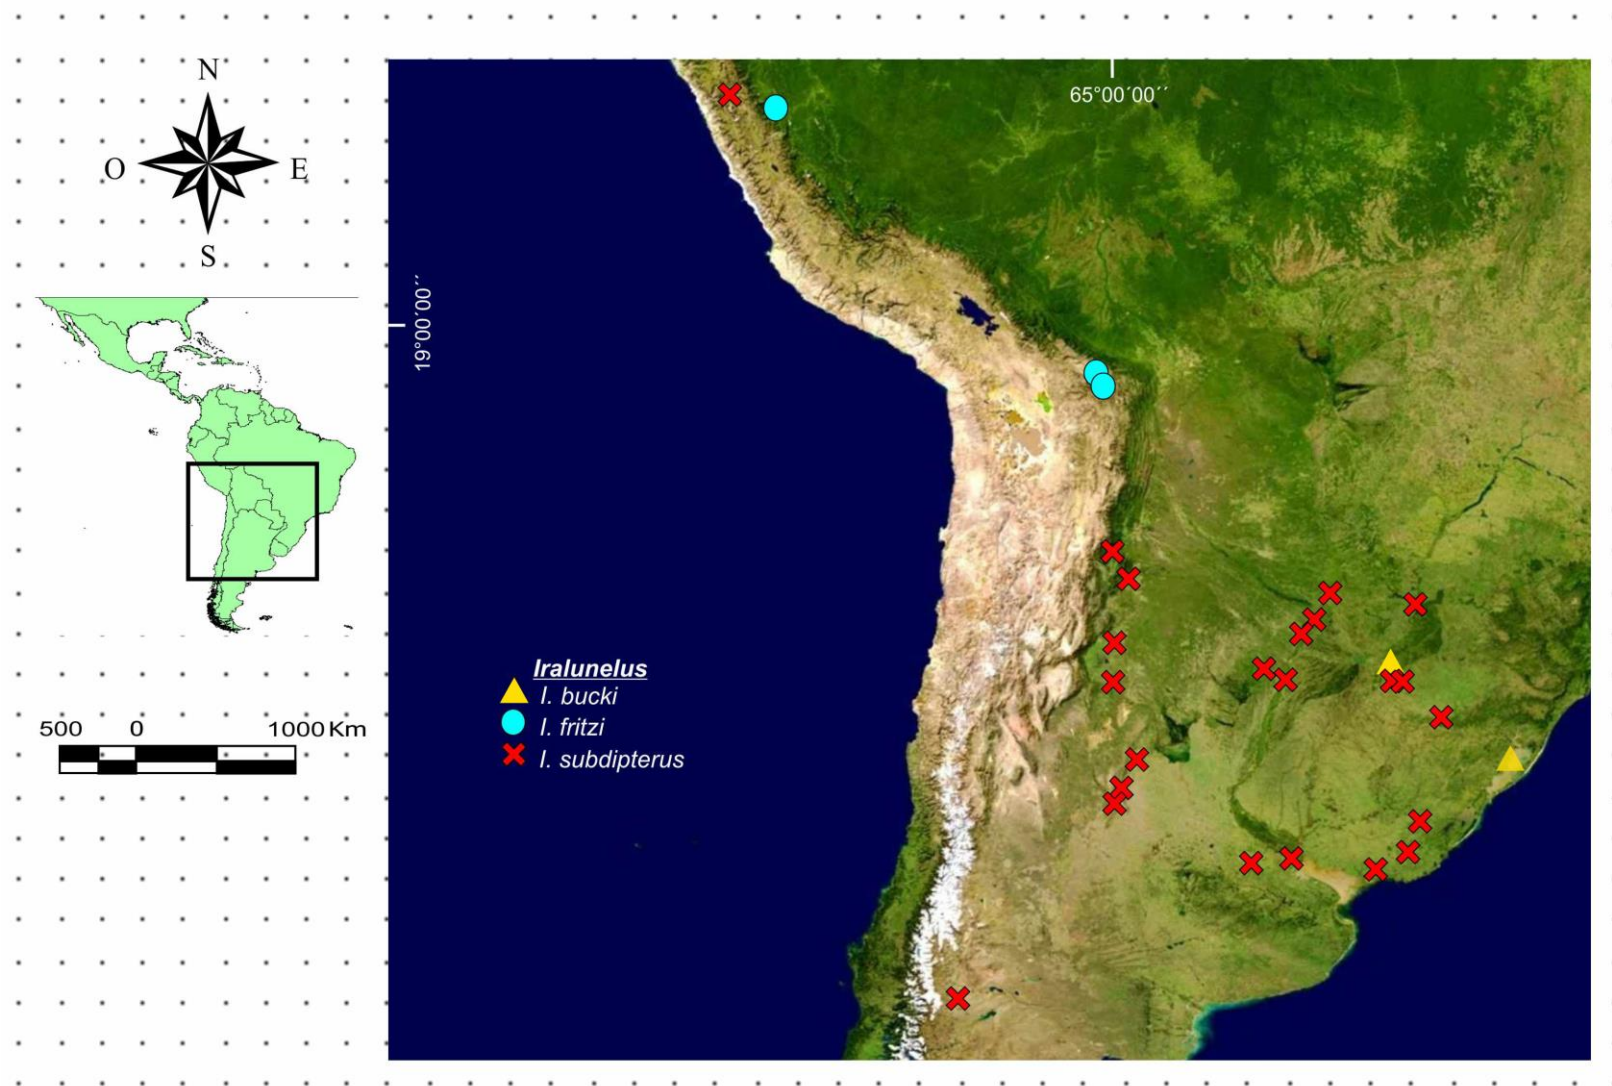 N
O E
S
65°00′00′′
19°00′00′′
Iralunelus
I. bucki
I. fritzi
I. subdipterus
500 0 1000 Km